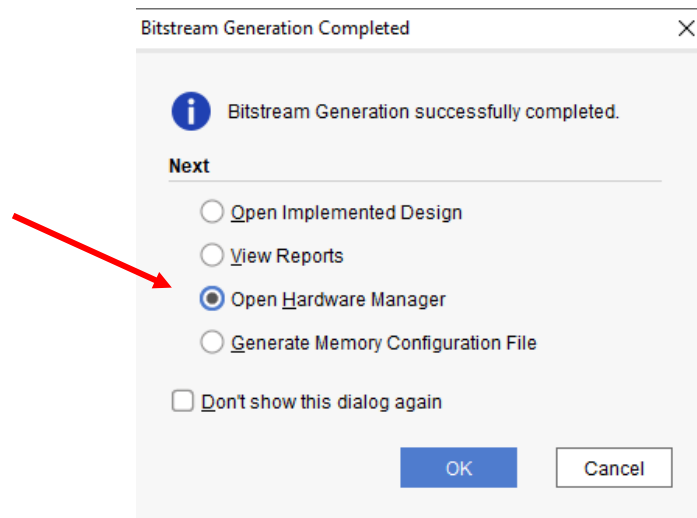 Bitstream Generation Completed
Bitstream Generation successfully completed.
Next
Open Implemented Design
View Reports
Open Hardware Manager
Generate Memory Configuration File
Don't show this dialog again
OK
Cancel